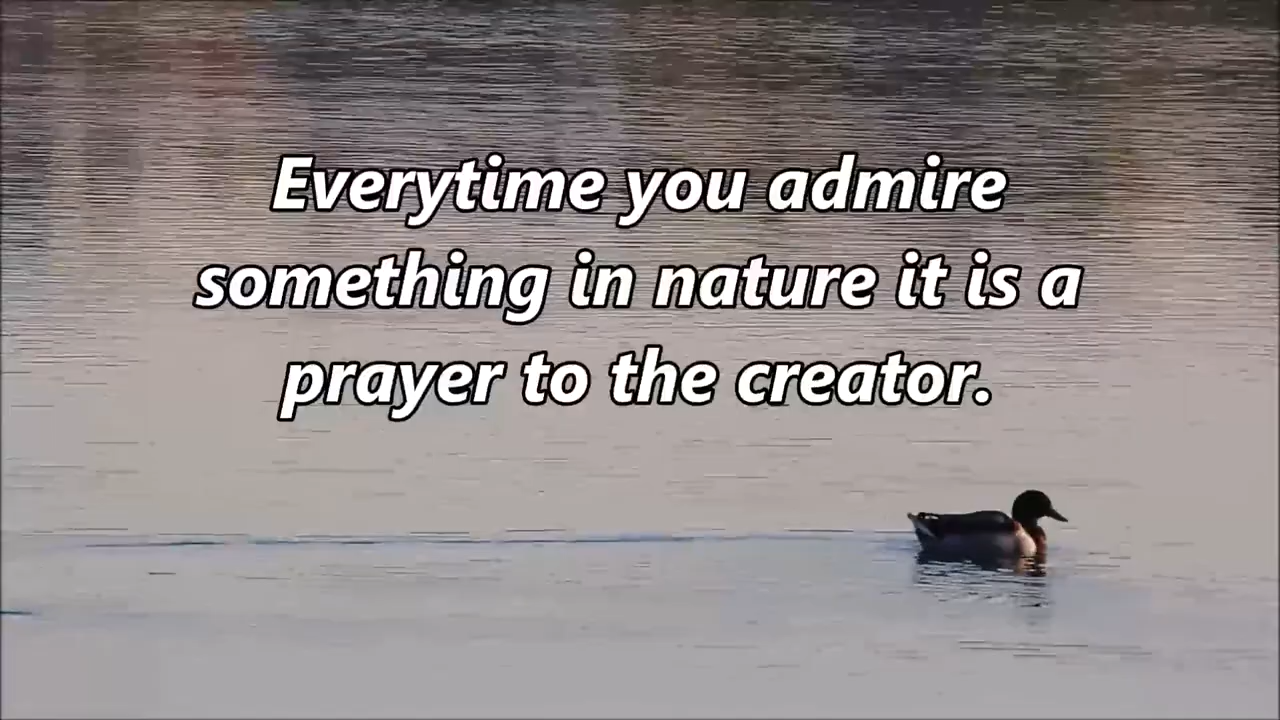 Everytime you admire
something in nature it is a
prayer to the creator.